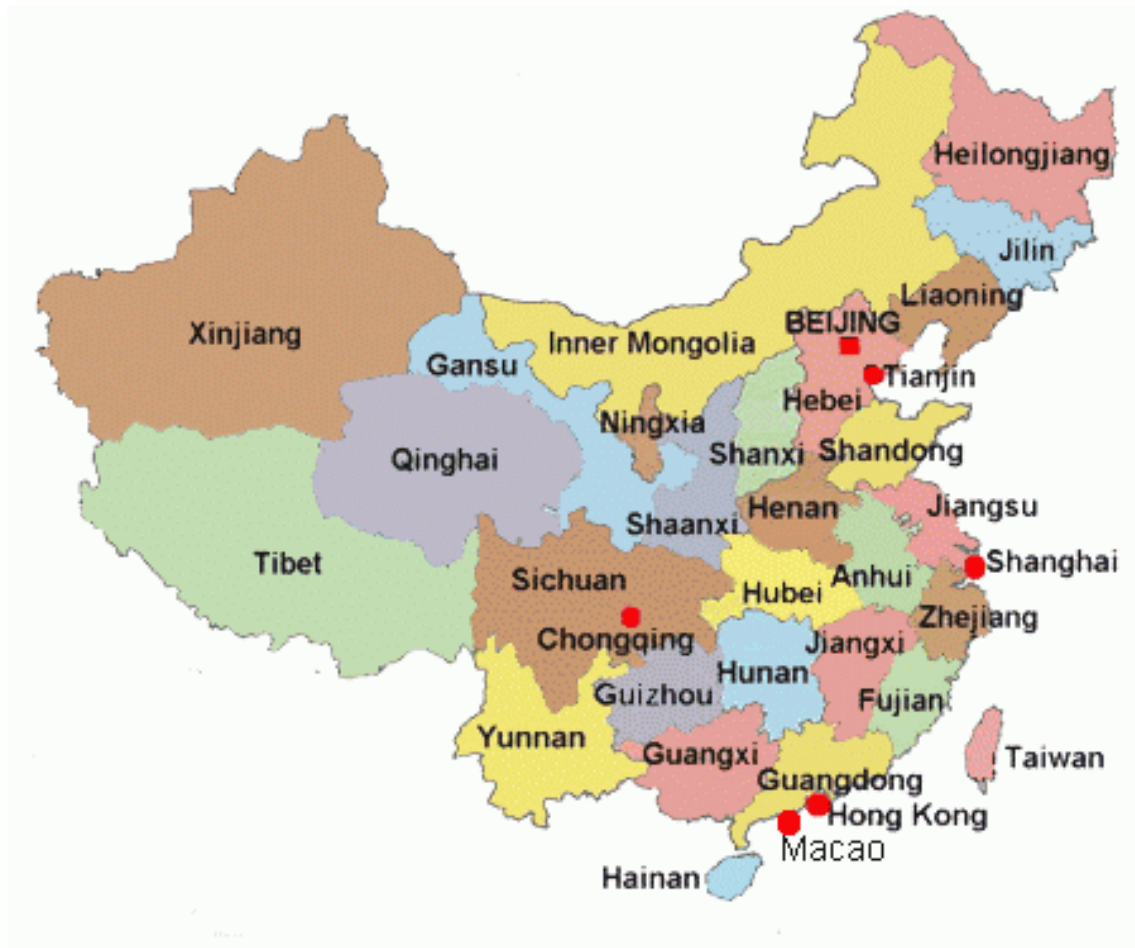 Heilongjiang
Jilin
Liaoning
Xinjiang
BEIJING
Inner Mongolia
Gansu
Tianjin
Hebei
Ningxia
Shanxi
Shandong
Qinghai
Henan
Jiangsu
Shaanxi
Tibet
Shanghai
Sichuan
Anhui
Hubei
Zhejiang
Chongqing
Jiangxi
Hunan
Guizhou
Fujian
Yunnan
Guangxi
Taiwan
Guangdong
Hong Kong
Macao
Hainan